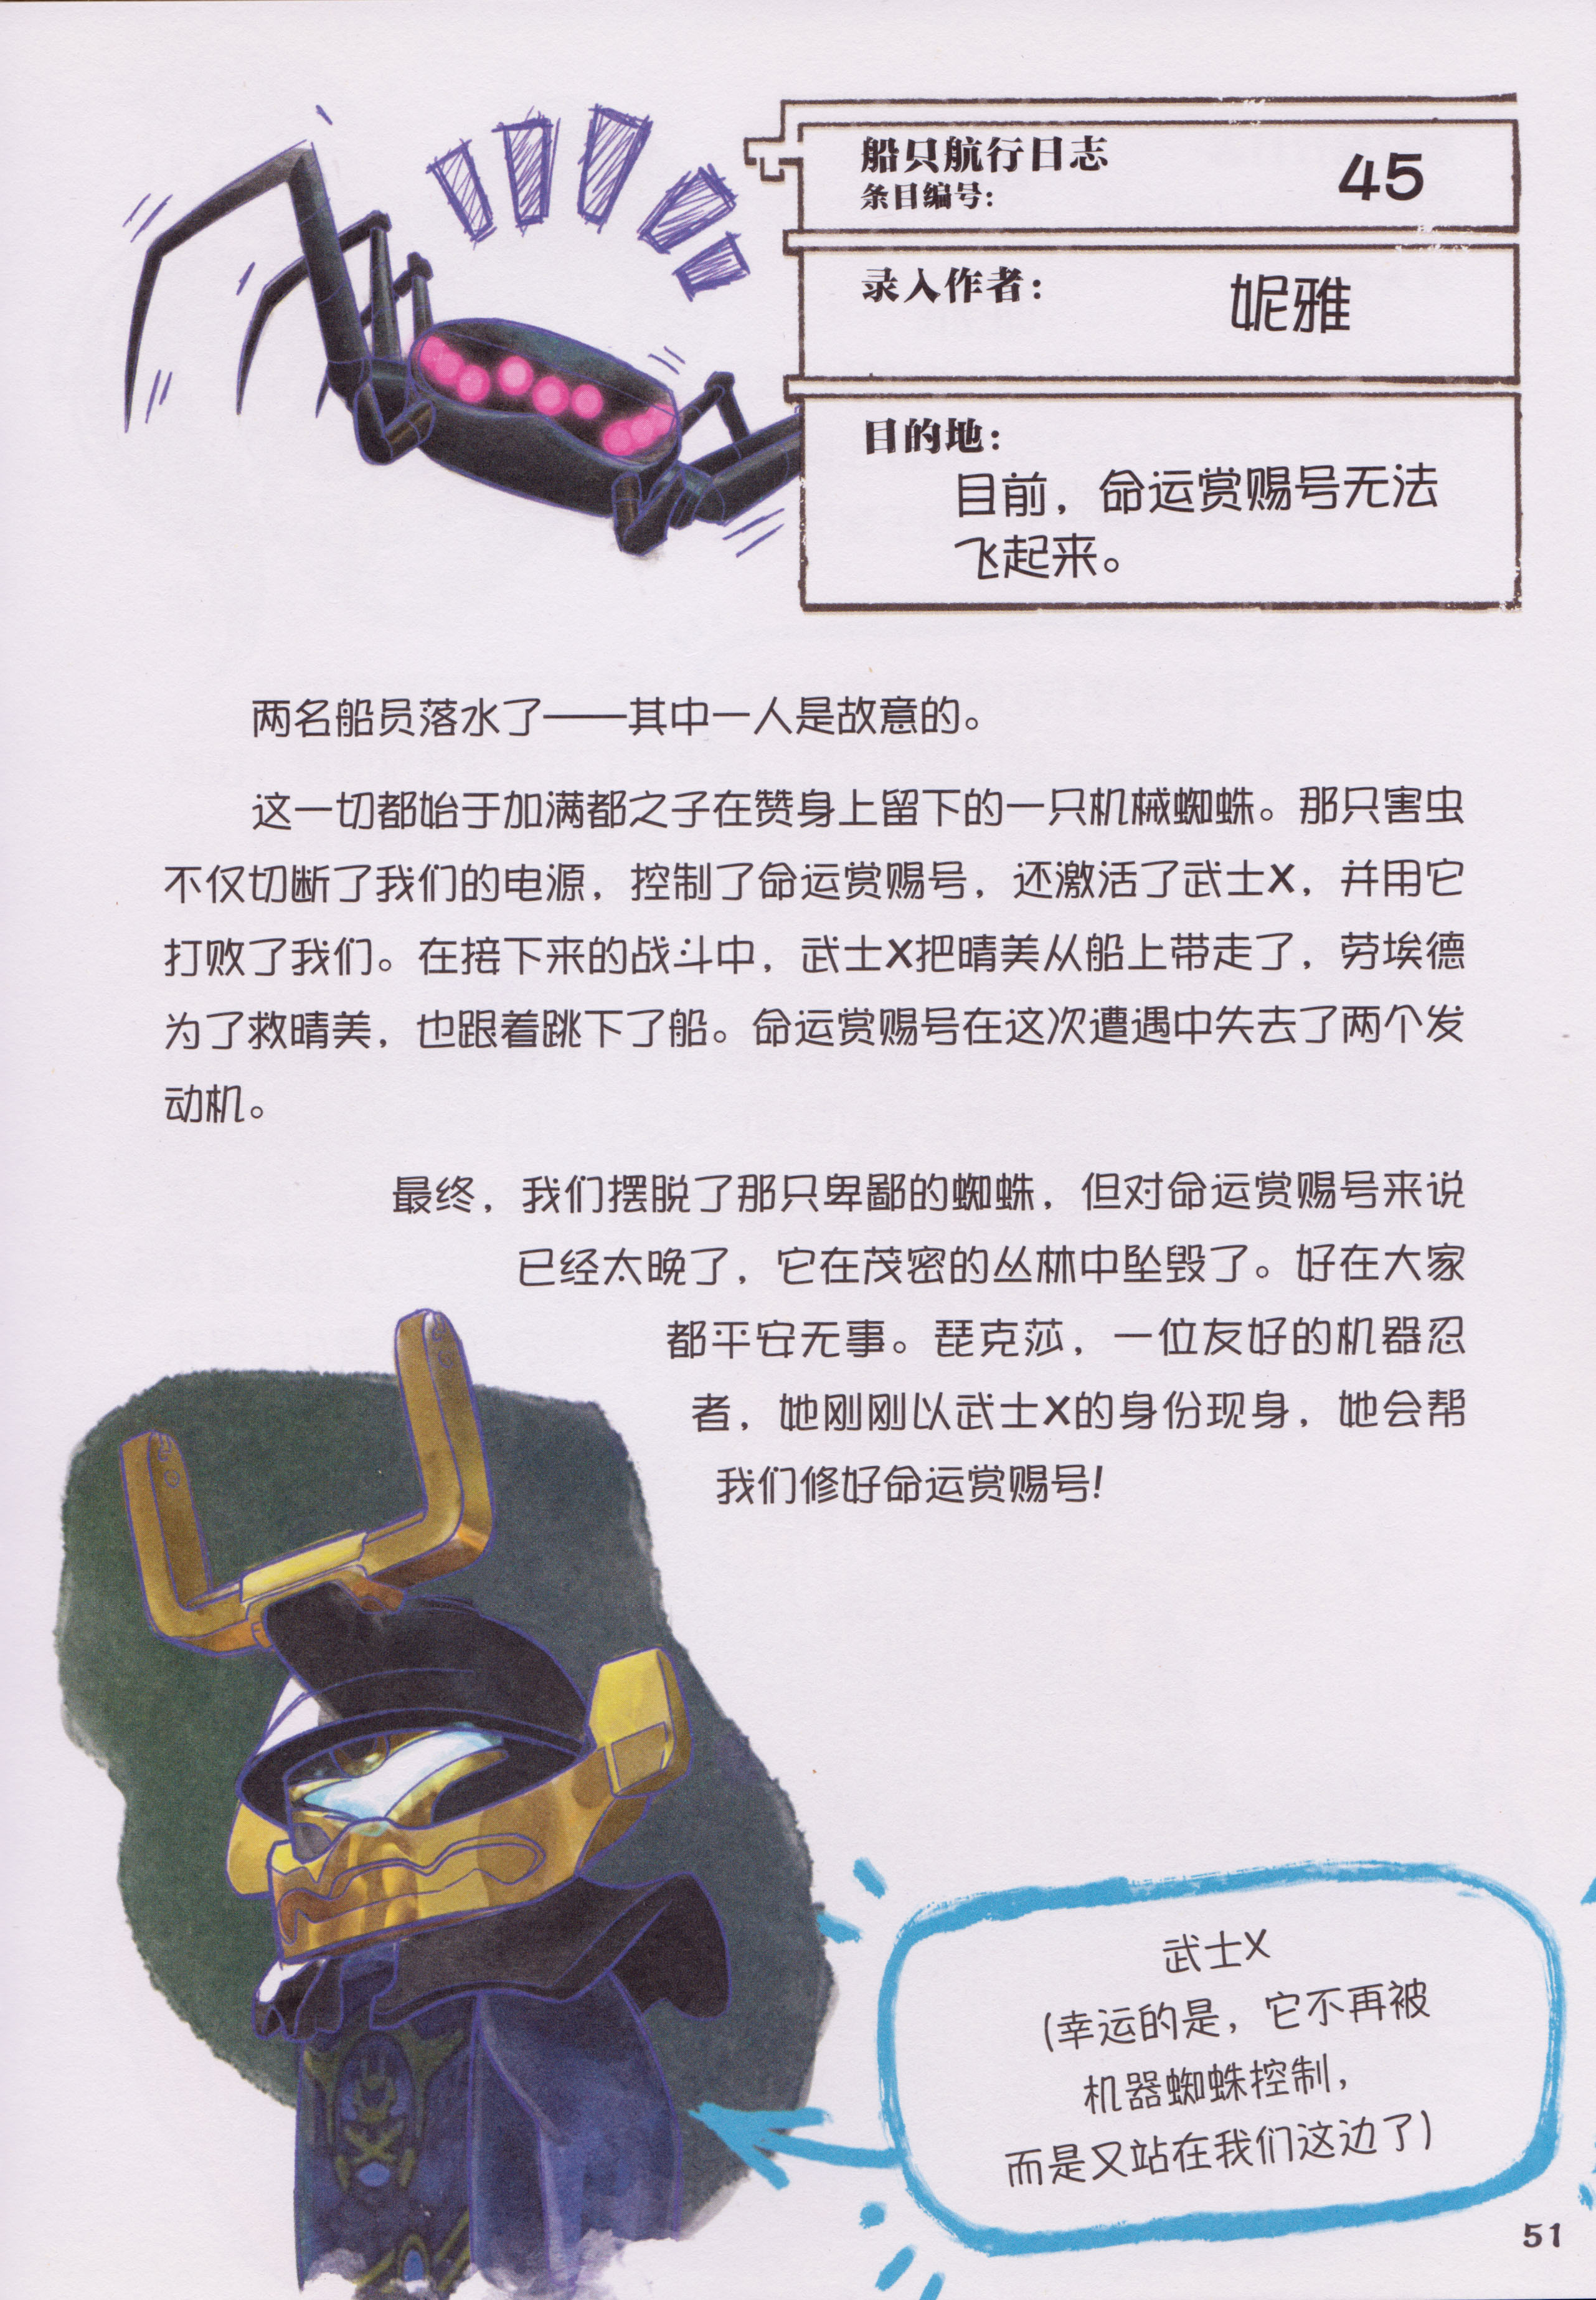 船只航行日志
条目编号：
45
录入作者：
妮雅
目的地：
目前，命运赏赐号无法
飞起来。
两名船员落水了——其中一人是故意的。
这一切都始于加满都之子在赞身上留下的一只机械蜘蛛。那只害虫
不仅切断了我们的电源，控制了命运赏赐号，还激活了武士X，并用它
打败了我们。在接下来的战斗中，武士X把晴美从船上带走了，劳埃德
为了救晴美，也跟着跳下了船。命运赏赐号在这次遭遇中失去了两个发
动机。
最终，我们摆脱了那只卑鄙的蜘蛛，但对命运赏赐号来说
已经太晚了，它在茂密的丛林中坠毁了。好在大家
都平安无事。琵克莎，一位友好的机器忍
者，她刚刚以武士X的身份现身，她会帮
我们修好命运赏赐号！
武士X
(幸运的是，它不再被
机器蜘蛛控制，
而是又站在我们这边了)
51